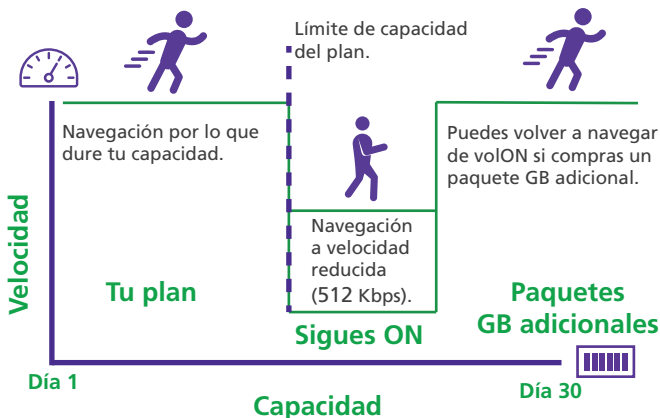 Límite de capacidad
del plan.
Navegación por lo que
dure tu capacidad.
Puedes volver a navegar
de volON si compras un
paquete GB adicional.
Navegación
a velocidad
reducida
(512 Kbps).
Velocidad
Tu plan
Sigues ON
Paquetes
GB adicionales
Día 1
Día 30
Capacidad